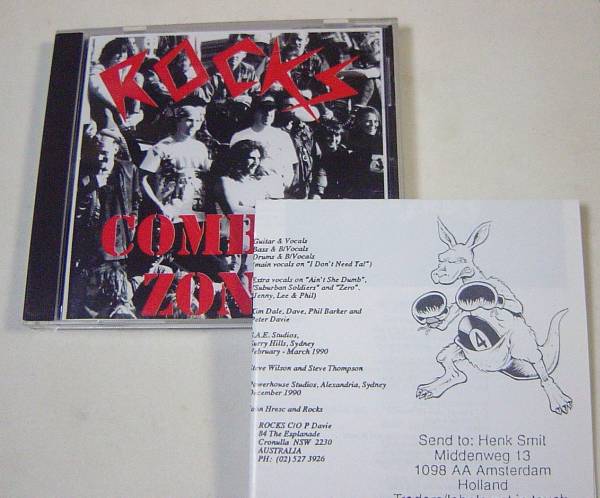 ROCKS
COMB
ZON
Guitar & Vocals
Bass & B/Vocals
Drums & B/Vocals
(main vocals on "I Don't Need Ta!")
Extra vocals on "Ain't She Dumb",
"Suburban Soldiers" and "Zero".
(Jenny, Lee & Phil)
Kim Dale, Dave, Phil Barker and
Peter Davie
S.A.E. Studios,
Surry Hills, Sydney
February - March 1990
Steve Wilson and Steve Thompson
Powerhouse Studios, Alexandria, Sydney
December 1990
Hresc and Rocks
ROCKS C/O P Davie
84 The Esplanade
Cronulla NSW 2230
AUSTRALIA
PH: (02) 527 3926
4
Send to: Henk Smit
Middenweg 13
1098 AA Amsterdam
Holland